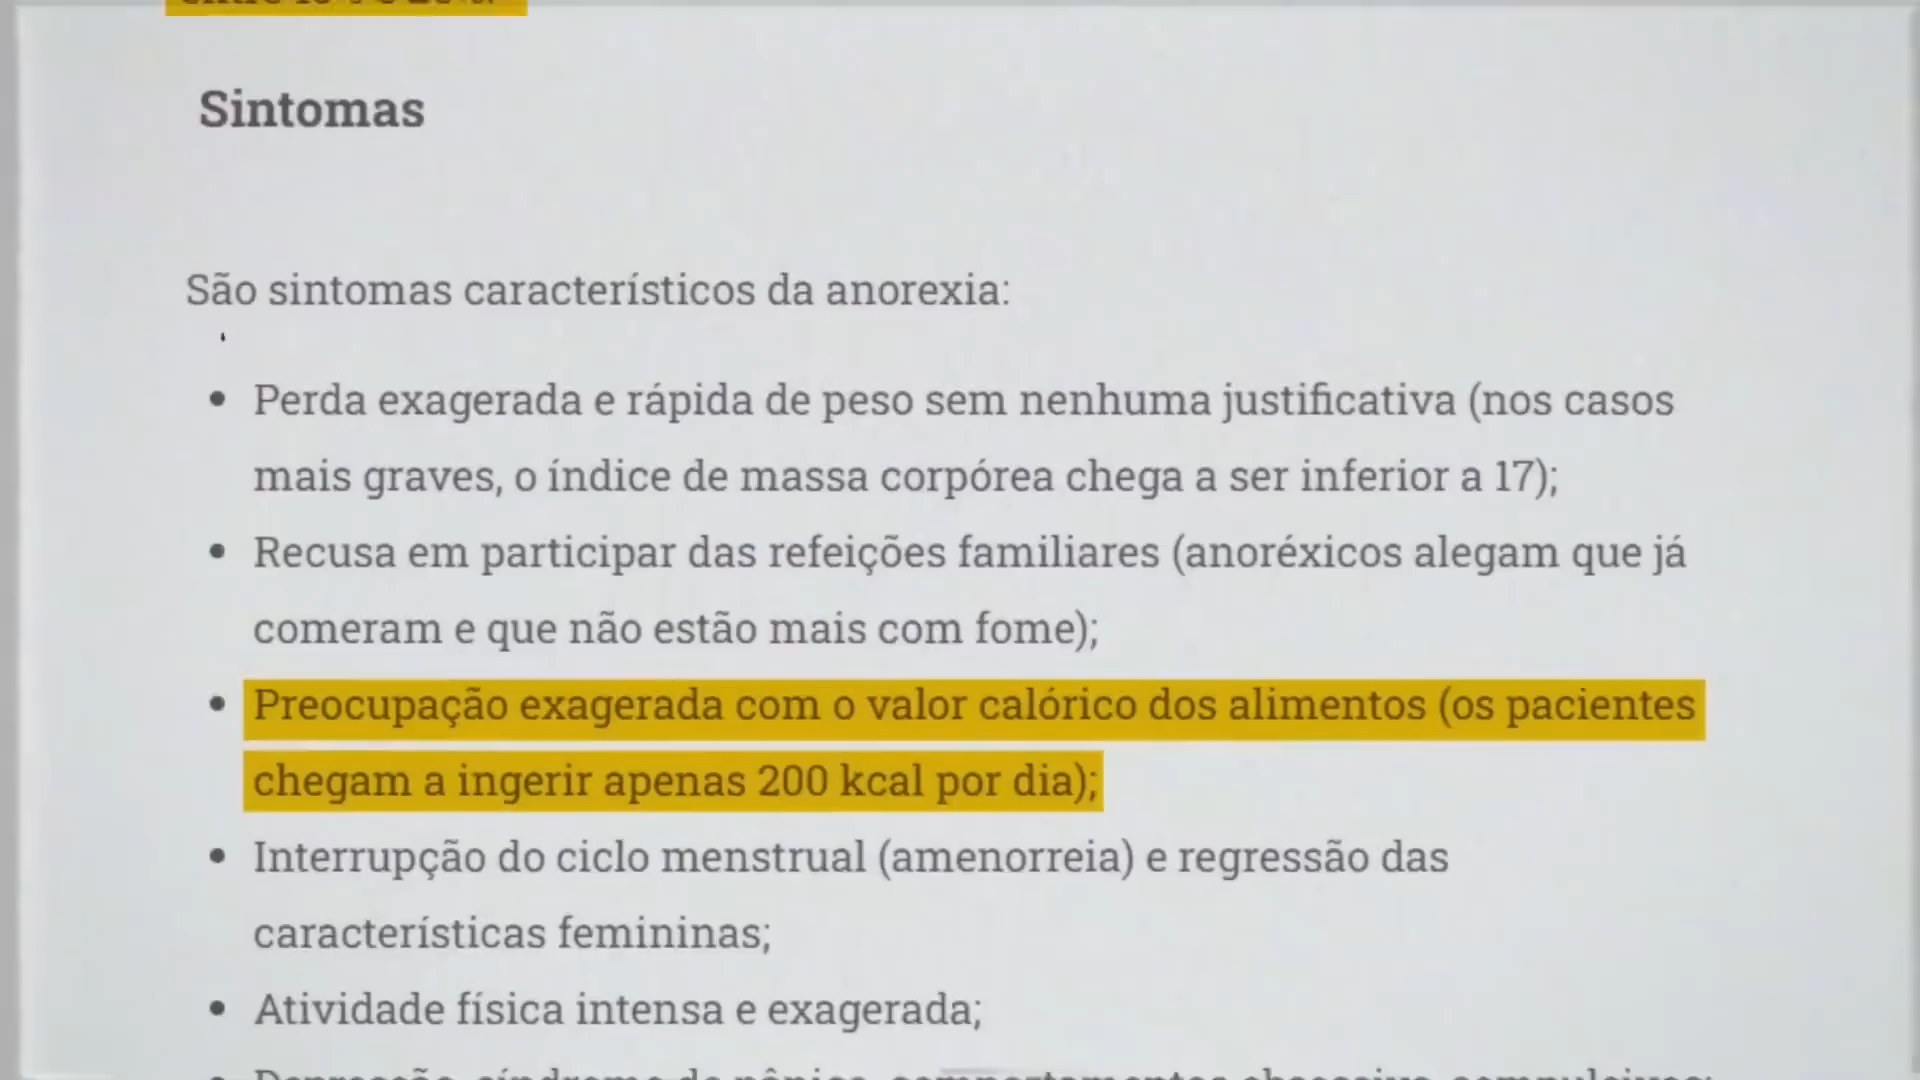 Sintomas
São sintomas característicos da anorexia:
• Perda exagerada e rápida de peso sem nenhuma justificativa (nos casos
mais graves, o índice de massa corpórea chega a ser inferior a 17);
• Recusa em participar das refeições familiares (anoréxicos alegam que já
comeram e que não estão mais com fome);
• Preocupação exagerada com o valor calórico dos alimentos (os pacientes
chegam a ingerir apenas 200 kcal por dia);
• Interrupção do ciclo menstrual (amenorreia) e regressão das
características femininas;
• Atividade física intensa e exagerada;